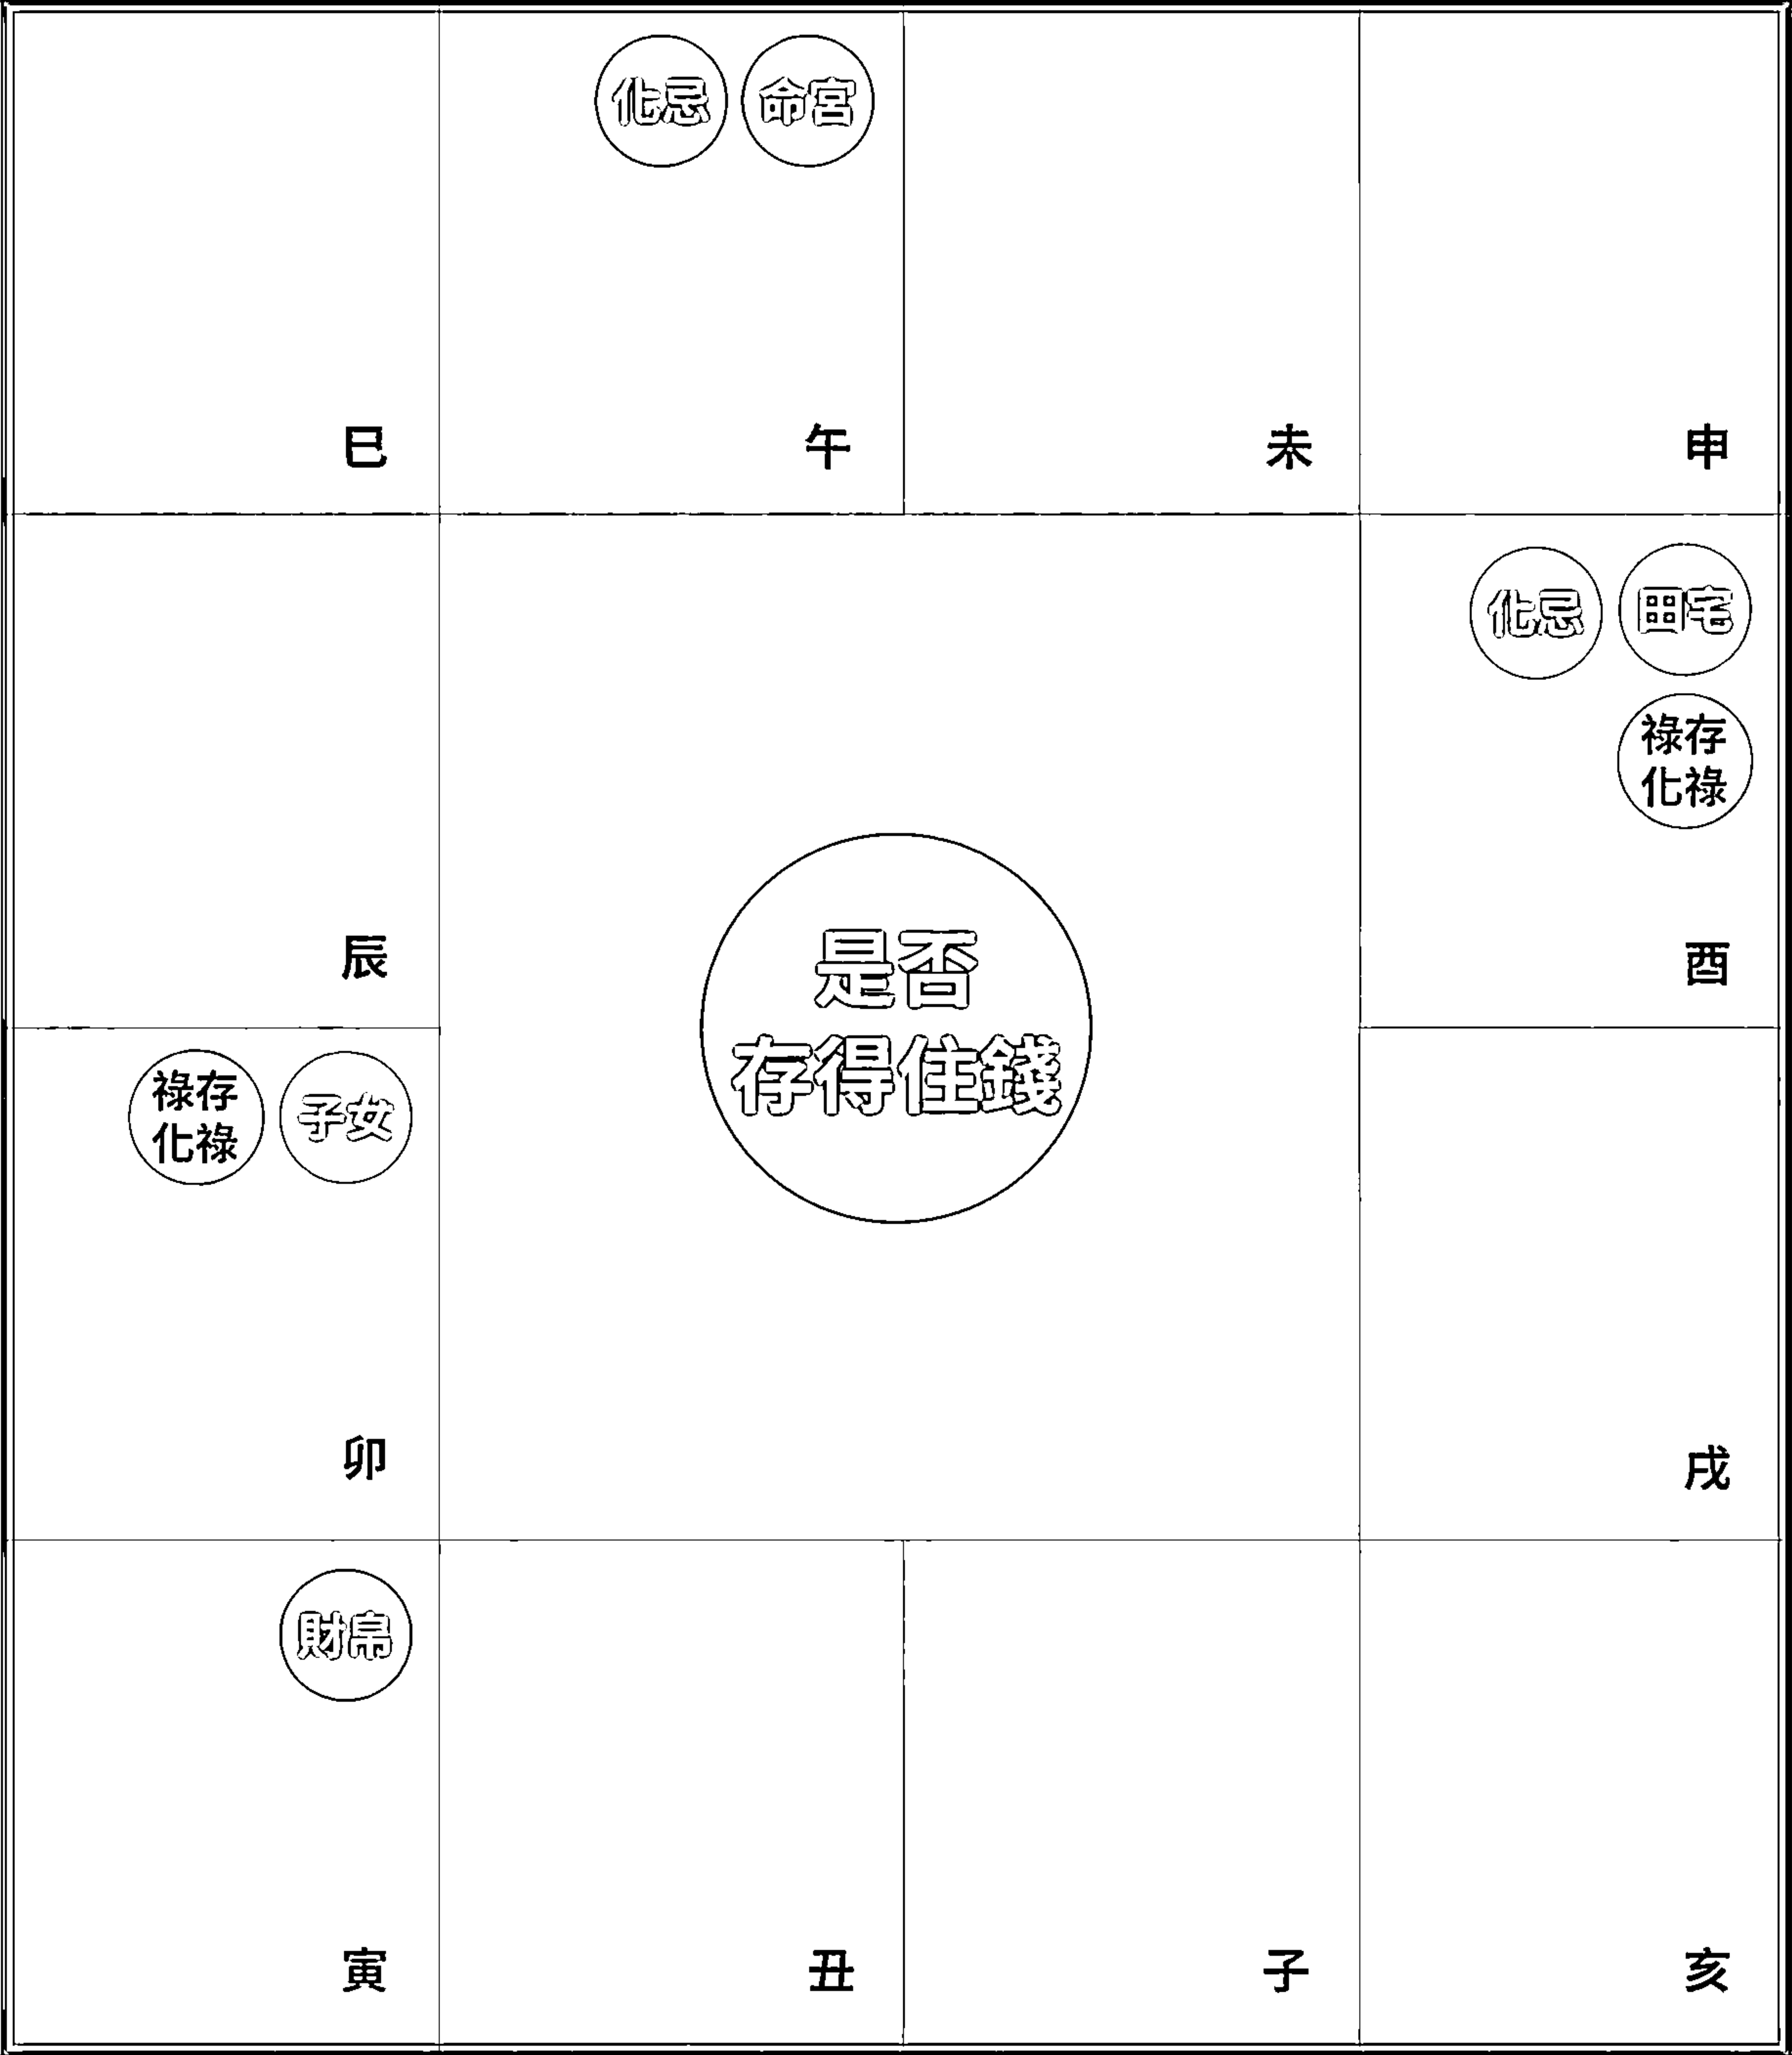 化忌 命宮
巳
午
未
申
化忌 田宅
祿存
化祿
辰
酉
是否
存得住錢
祿存
化祿
子女
卯
戌
財帛
寅
丑
子
亥